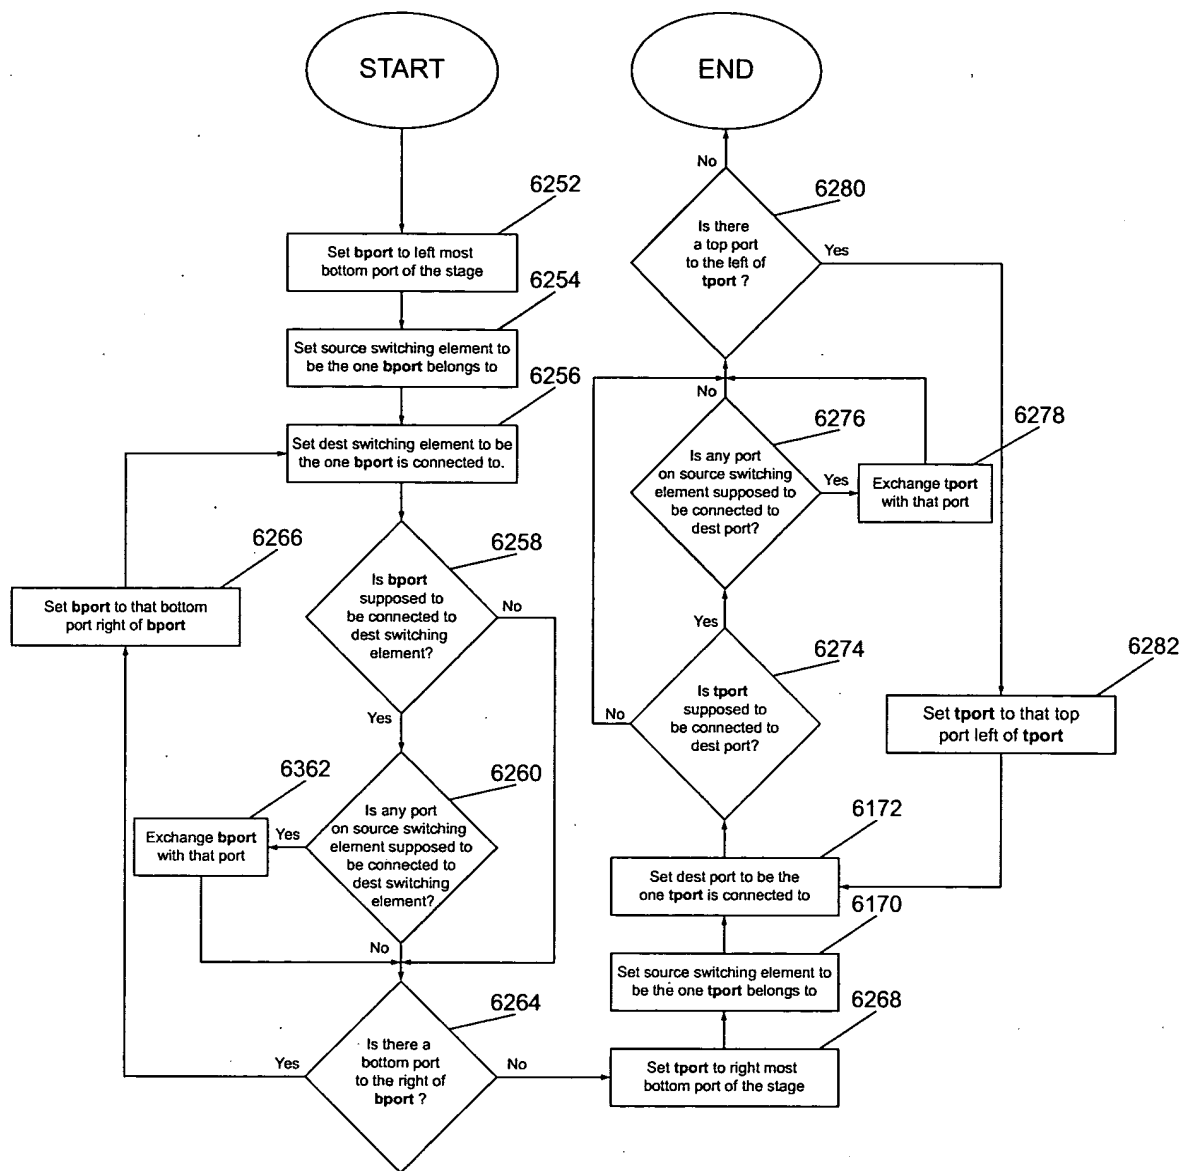 START
6252
Set bport to left most
bottom port of the stage
6254
Set source switching element to
be the one bport belongs to
6256
Set dest switching element to be
the one bport is connected to.
6258
Is bport
supposed to
be connected to
dest switching
element?
No
Yes
6266
Set bport to that bottom
port right of bport
6260
Is any port
on source switching
element supposed to
be connected to
dest switching
element?
Yes
No
6362
Exchange bport
with that port
6264
Is there a
bottom port
to the right of
bport ?
Yes
No
6268
Set tport to right most
bottom port of the stage
6170
Set source switching element to
be the one tport belongs to
6172
Set dest port to be the
one tport is connected to
6274
Is tport
supposed to
be connected to
dest port?
No
Yes
6276
Is any port
on source switching
element supposed to
be connected to
dest port?
Yes
No
6278
Exchange tport
with that port
6280
Is there
a top port
to the left of
tport ?
Yes
No
6282
Set tport to that top
port left of tport
END